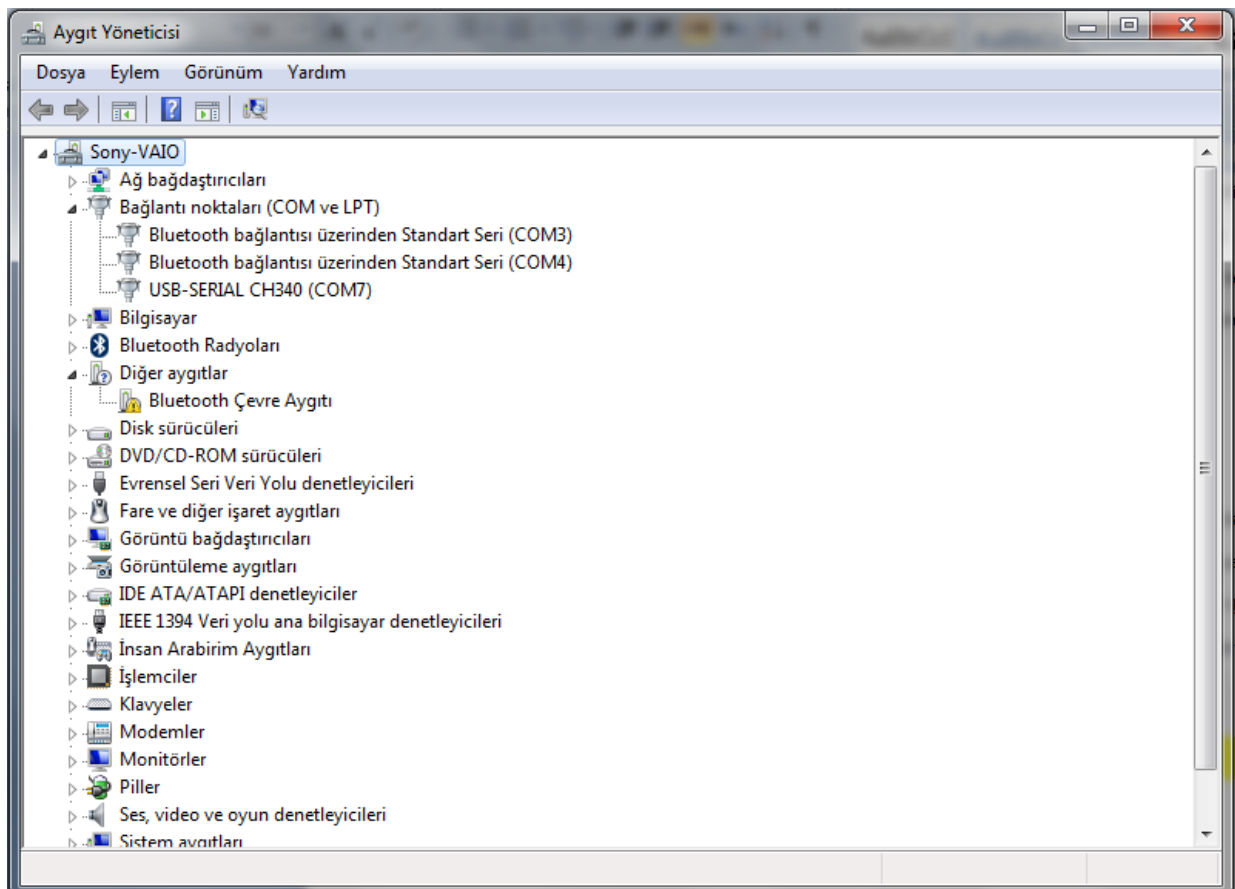 Aygıt Yöneticisi
Dosya Eylem Görünüm Yardım
Sony-VAIO
Ağ bağdaştırıcıları
Bağlantı noktaları (COM ve LPT)
Bluetooth bağlantısı üzerinden Standart Seri (COM3)
Bluetooth bağlantısı üzerinden Standart Seri (COM4)
USB-SERIAL CH340 (COM7)
Bilgisayar
Bluetooth Radyoları
Diğer aygıtlar
Bluetooth Çevre Aygıtı
Disk sürücüleri
DVD/CD-ROM sürücüleri
Evrensel Seri Veri Yolu denetleyicileri
Fare ve diğer işaret aygıtları
Görüntü bağdaştırıcıları
Görüntüleme aygıtları
IDE ATA/ATAPI denetleyiciler
IEEE 1394 Veri yolu ana bilgisayar denetleyicileri
İnsan Arabirim Aygıtları
İşlemciler
Klavyeler
Modemler
Monitörler
Piller
Ses, video ve oyun denetleyicileri
Sistem aygıtları